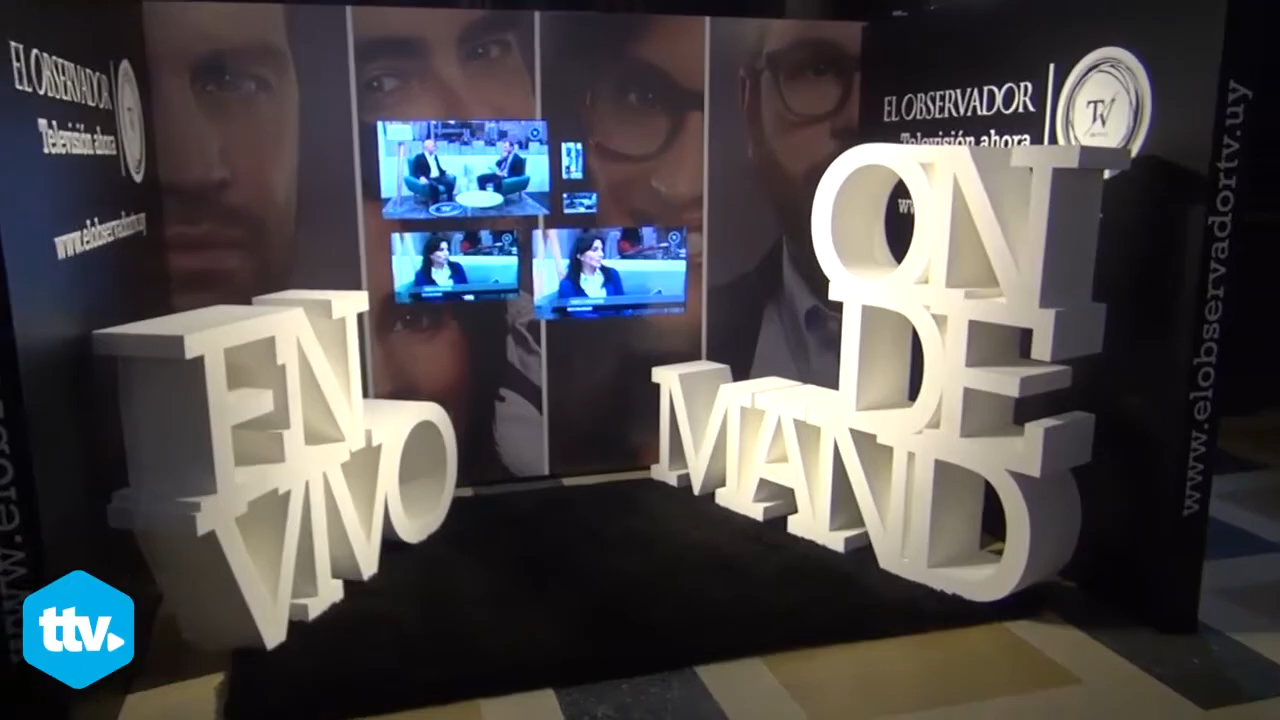 EL OBSERVADOR
Televisión ahora
TV
www.elobservadortv.uy
EN
VIVO
EL OBSERVADOR
Televisión ahora
TV
ON
DE
MAND
www.elobservadortv.uy
ttv